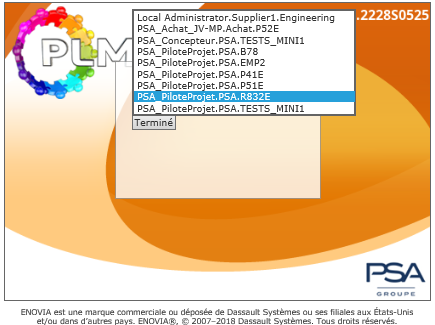 PLM
.2228S0525
Local Administrator.Supplier1.Engineering
PSA_Achat_JV-MP.Achat.P52E
PSA_Concepteur.PSA.TESTS_MINI1
PSA_PiloteProjet.PSA.B78
PSA_PiloteProjet.PSA.EMP2
PSA_PiloteProjet.PSA.P41E
PSA_PiloteProjet.PSA.P51E
PSA_PiloteProjet.PSA.R832E
PSA_PiloteProjet.PSA.TESTS_MINI1
Terminé
PSA
GROUPE
ENOVIA est une marque commerciale ou déposée de Dassault Systèmes ou ses filiales aux États-Unis
et/ou dans d'autres pays. ENOVIA®, © 2007–2018 Dassault Systèmes. Tous droits réservés.